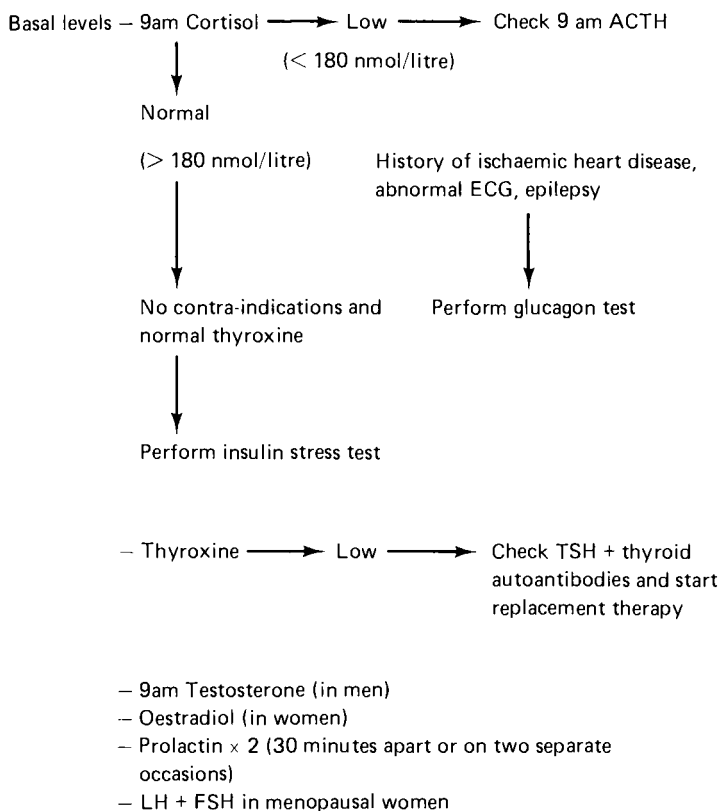 Basal levels – 9am Cortisol Low Check 9 am ACTH
(< 180 nmol/litre)
Normal
(> 180 nmol/litre) History of ischaemic heart disease,
abnormal ECG, epilepsy
No contra-indications and Perform glucagon test
normal thyroxine
Perform insulin stress test
– Thyroxine Low Check TSH + thyroid
autoantibodies and start
replacement therapy
– 9am Testosterone (in men)
– Oestradiol (in women)
– Prolactin × 2 (30 minutes apart or on two separate
occasions)
– LH + FSH in menopausal women